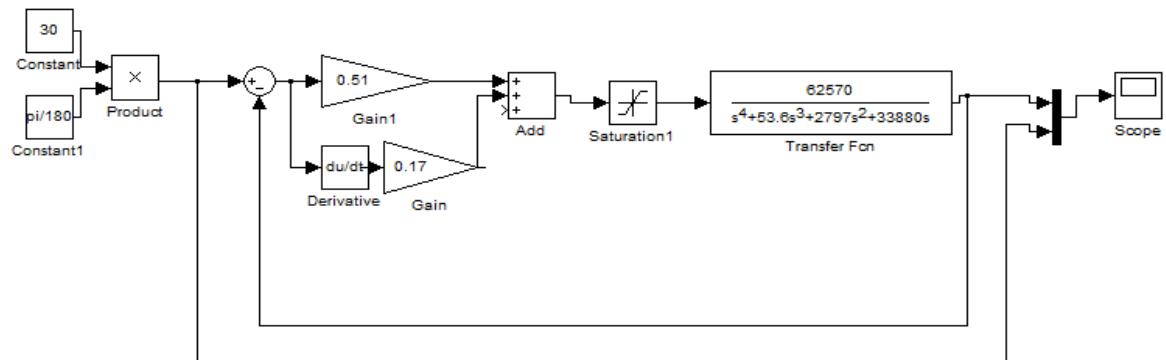 30
Constant
pi/180
Constant1
×
Product
+
−
0.51
Gain1
du/dt
Derivative
0.17
Gain
+
+
+
Add
Saturation1
62570
s⁴+53.6s³+2797s²+33880s
Transfer Fcn
Scope